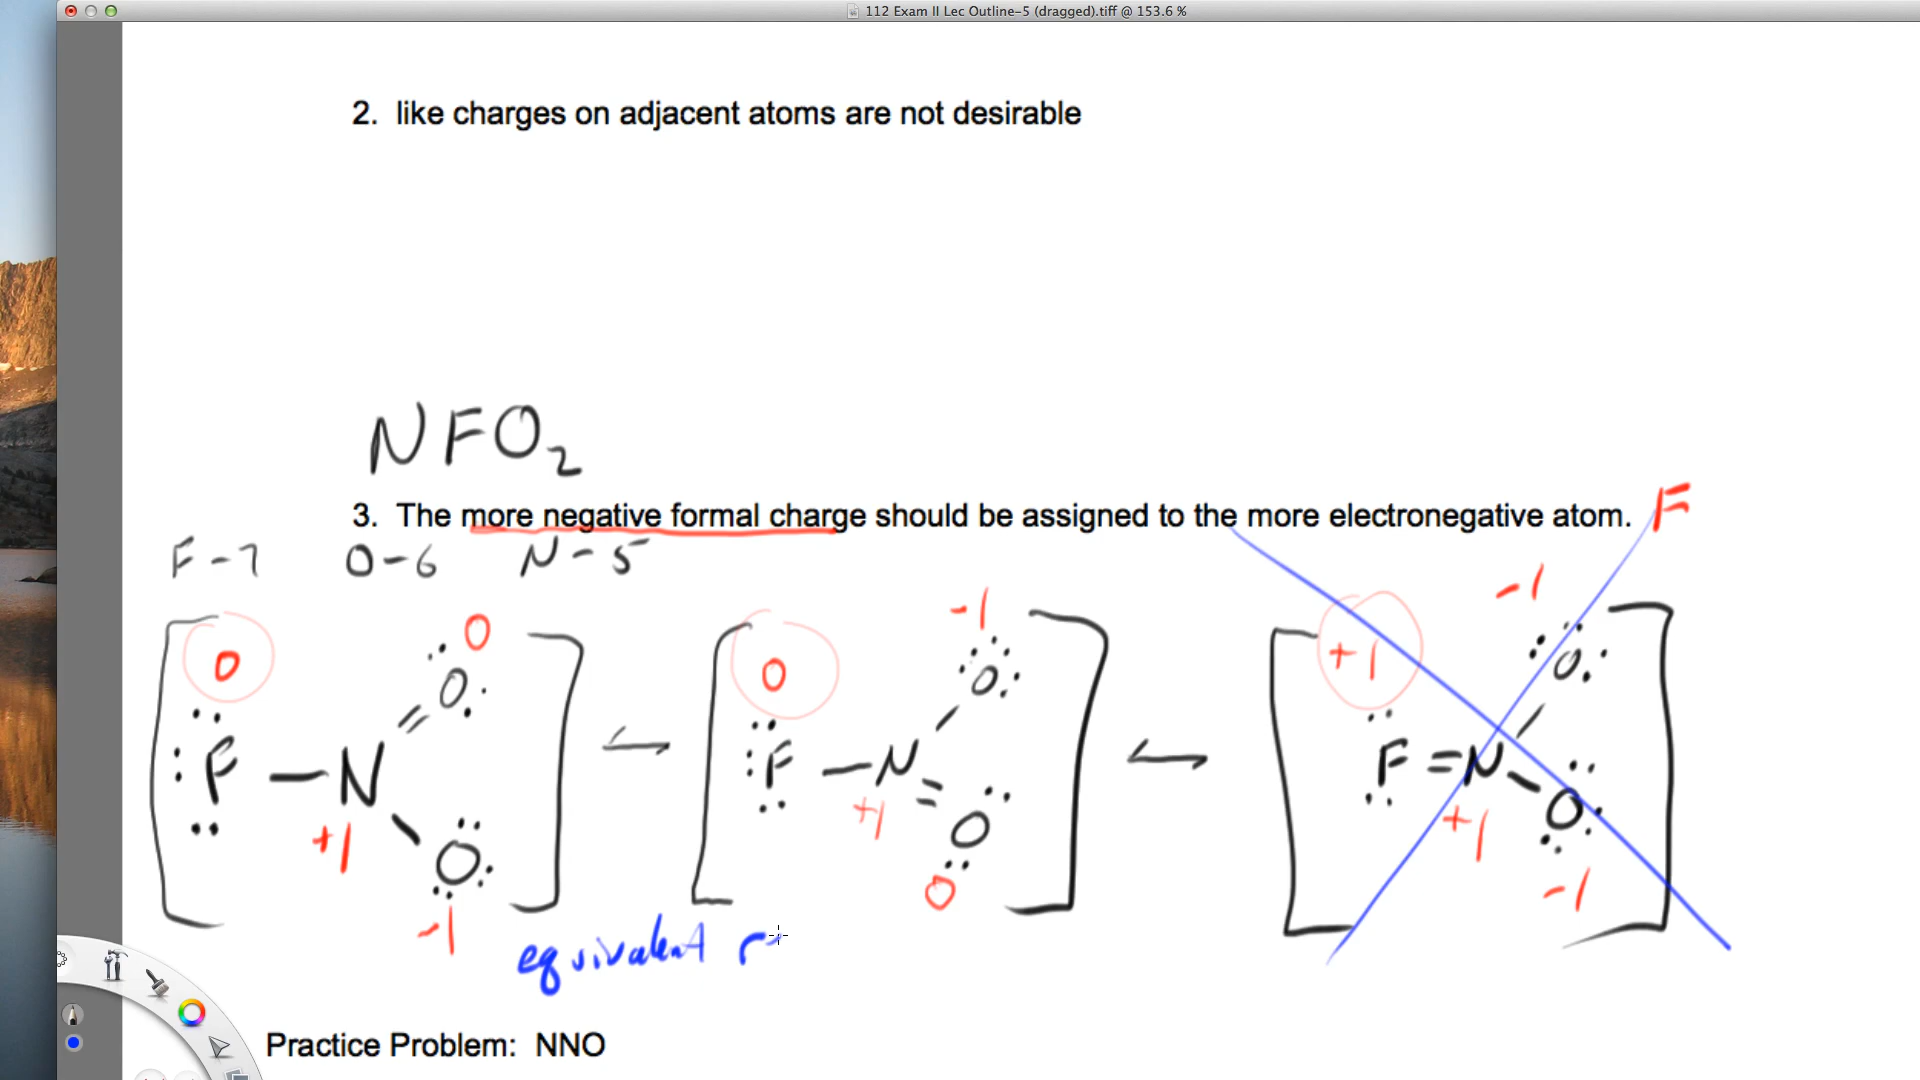 112 Exam II Lec Outline-5 (dragged).tiff @ 153.6 %
2. like charges on adjacent atoms are not desirable
NFO₂
3. The more negative formal charge should be assigned to the more electronegative atom. F
F-7 O-6 N-5
0 0 -1 +1 -1
O O O
0
F - N = O F - N - O F = N - O
+1 +1 +1
O O O
-1 0 -1
equivalent r
Practice Problem: NNO